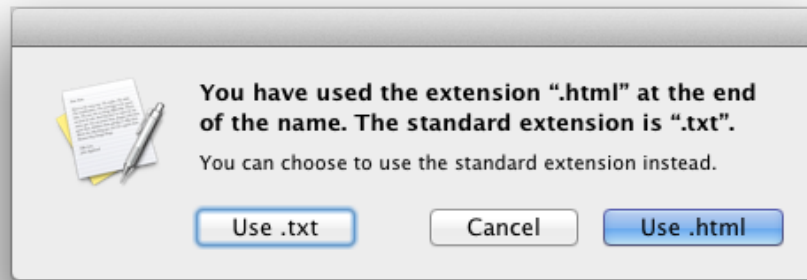 You have used the extension “.html” at the end
of the name. The standard extension is “.txt”.
You can choose to use the standard extension instead.
Use .txt Cancel Use .html